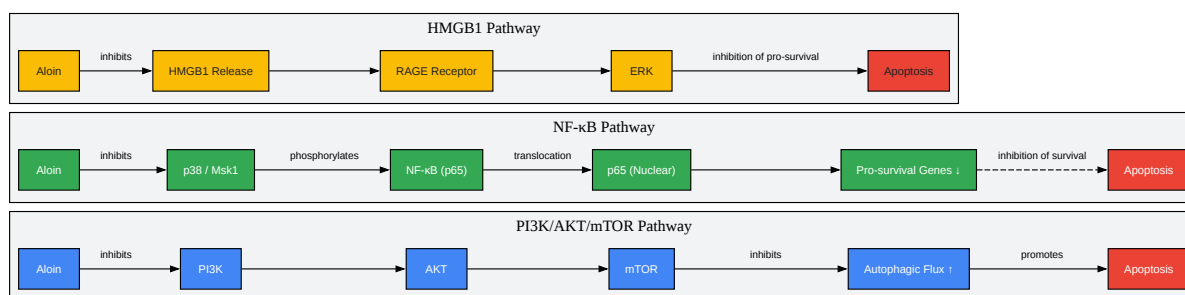 HMGB1 Pathway
Aloin
inhibits
HMGB1 Release
RAGE Receptor
ERK
inhibition of pro-survival
Apoptosis
NF-κB Pathway
Aloin
inhibits
p38 / Msk1
phosphorylates
NF-κB (p65)
translocation
p65 (Nuclear)
Pro-survival Genes ↓
inhibition of survival
Apoptosis
PI3K/AKT/mTOR Pathway
Aloin
inhibits
PI3K
AKT
mTOR
inhibits
Autophagic Flux ↑
promotes
Apoptosis